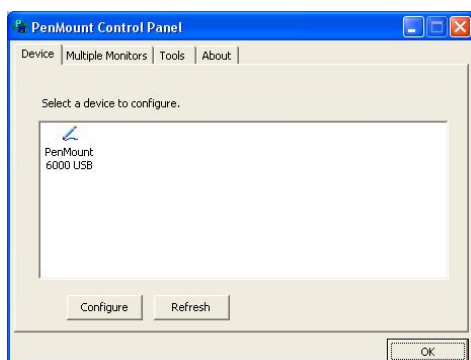 PenMount Control Panel
Device Multiple Monitors Tools About
Select a device to configure.
PenMount
6000 USB
Configure Refresh
OK